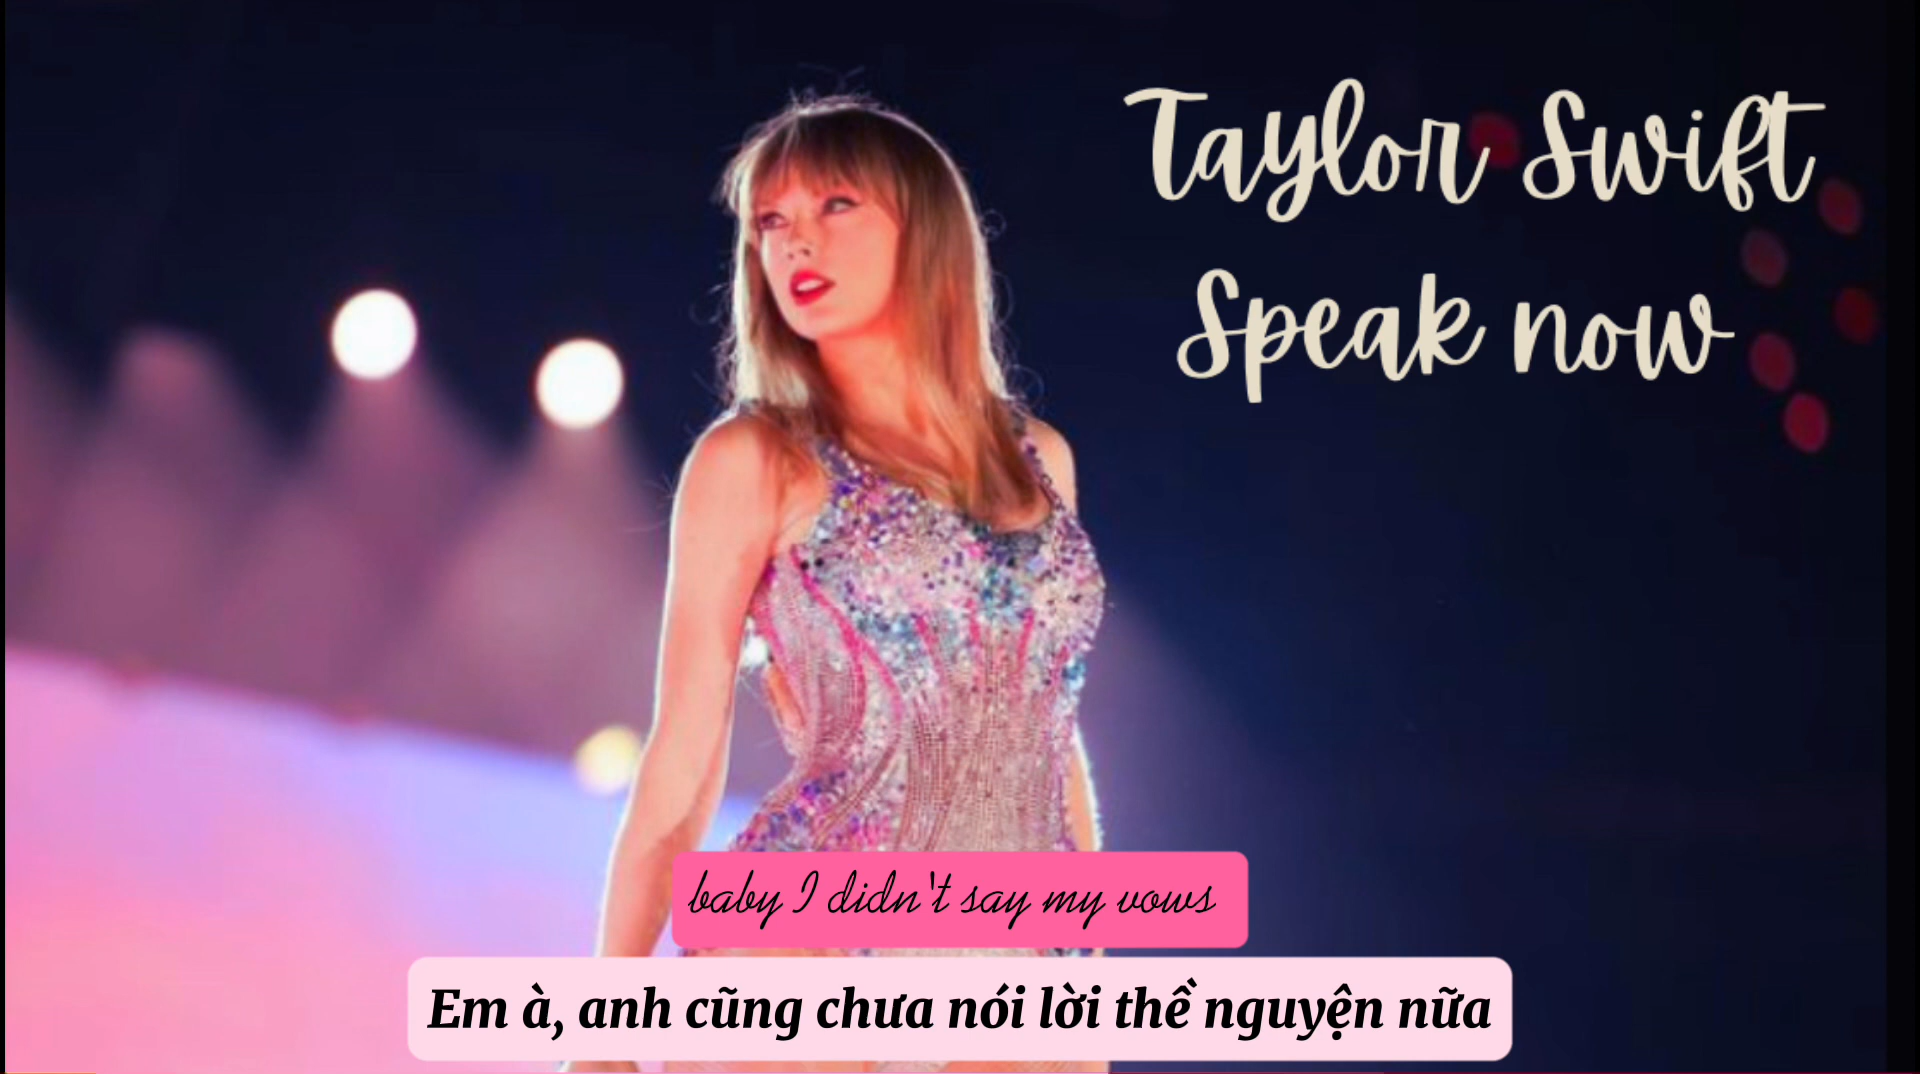 Taylor Swift
Speak now
baby I didn't say my vows
Em à, anh cũng chưa nói lời thề nguyện nữa